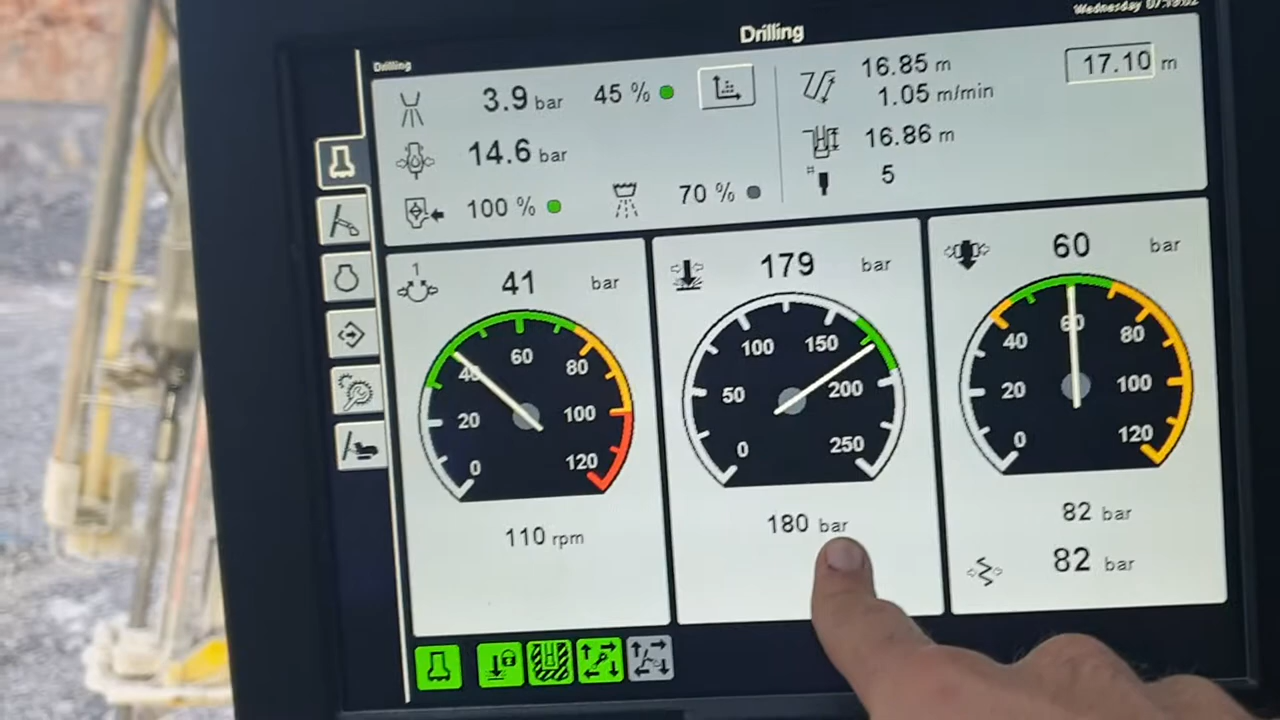 Drilling
Drilling
3.9 bar 45 %
14.6 bar
100 % 70 %
16.85 m
1.05 m/min
16.86 m
# 5
17.10 m
1 41 bar
0 20 40 60 80 100 120
110 rpm
179 bar
0 50 100 150 200 250
180 bar
60 bar
0 20 40 60 80 100 120
82 bar
82 bar